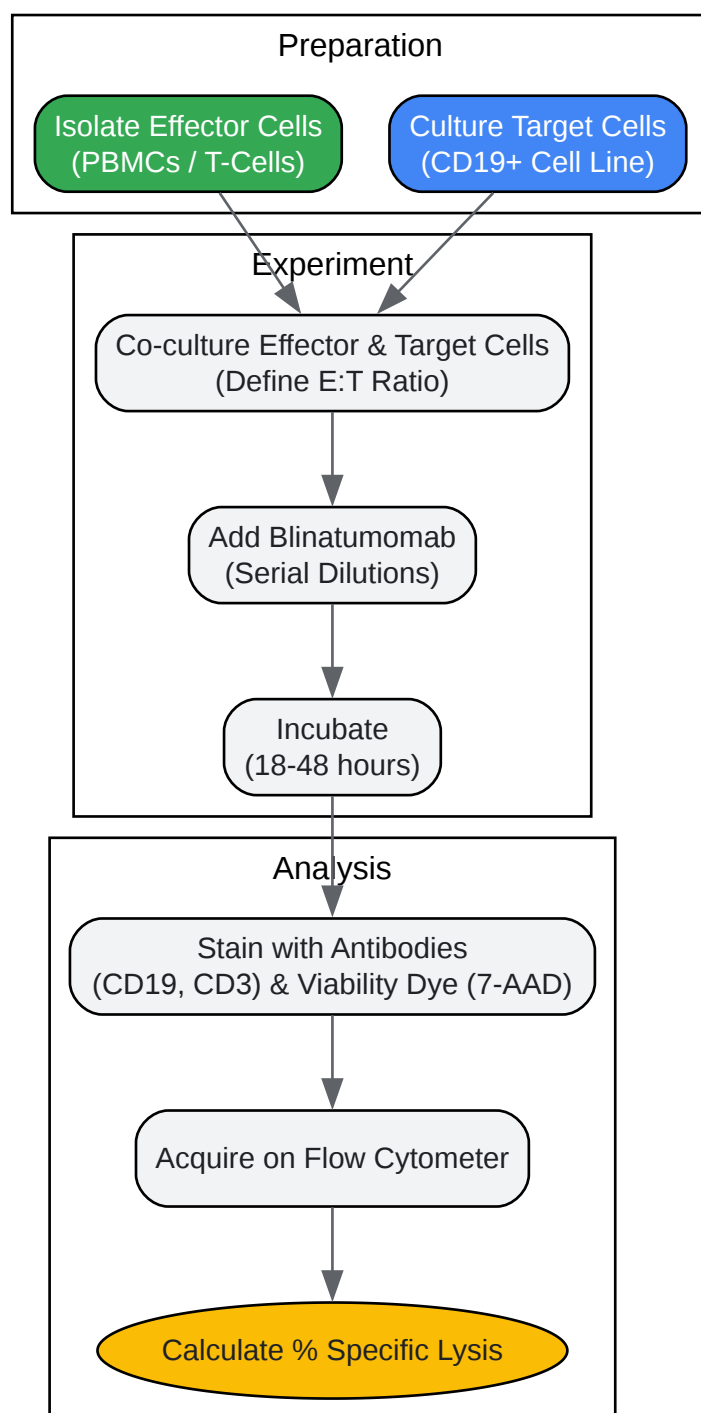 Preparation
Isolate Effector Cells
(PBMCs / T-Cells)
Culture Target Cells
(CD19+ Cell Line)
Experiment
Co-culture Effector & Target Cells
(Define E:T Ratio)
Add Blinatumomab
(Serial Dilutions)
Incubate
(18-48 hours)
Analysis
Stain with Antibodies
(CD19, CD3) & Viability Dye (7-AAD)
Acquire on Flow Cytometer
Calculate % Specific Lysis